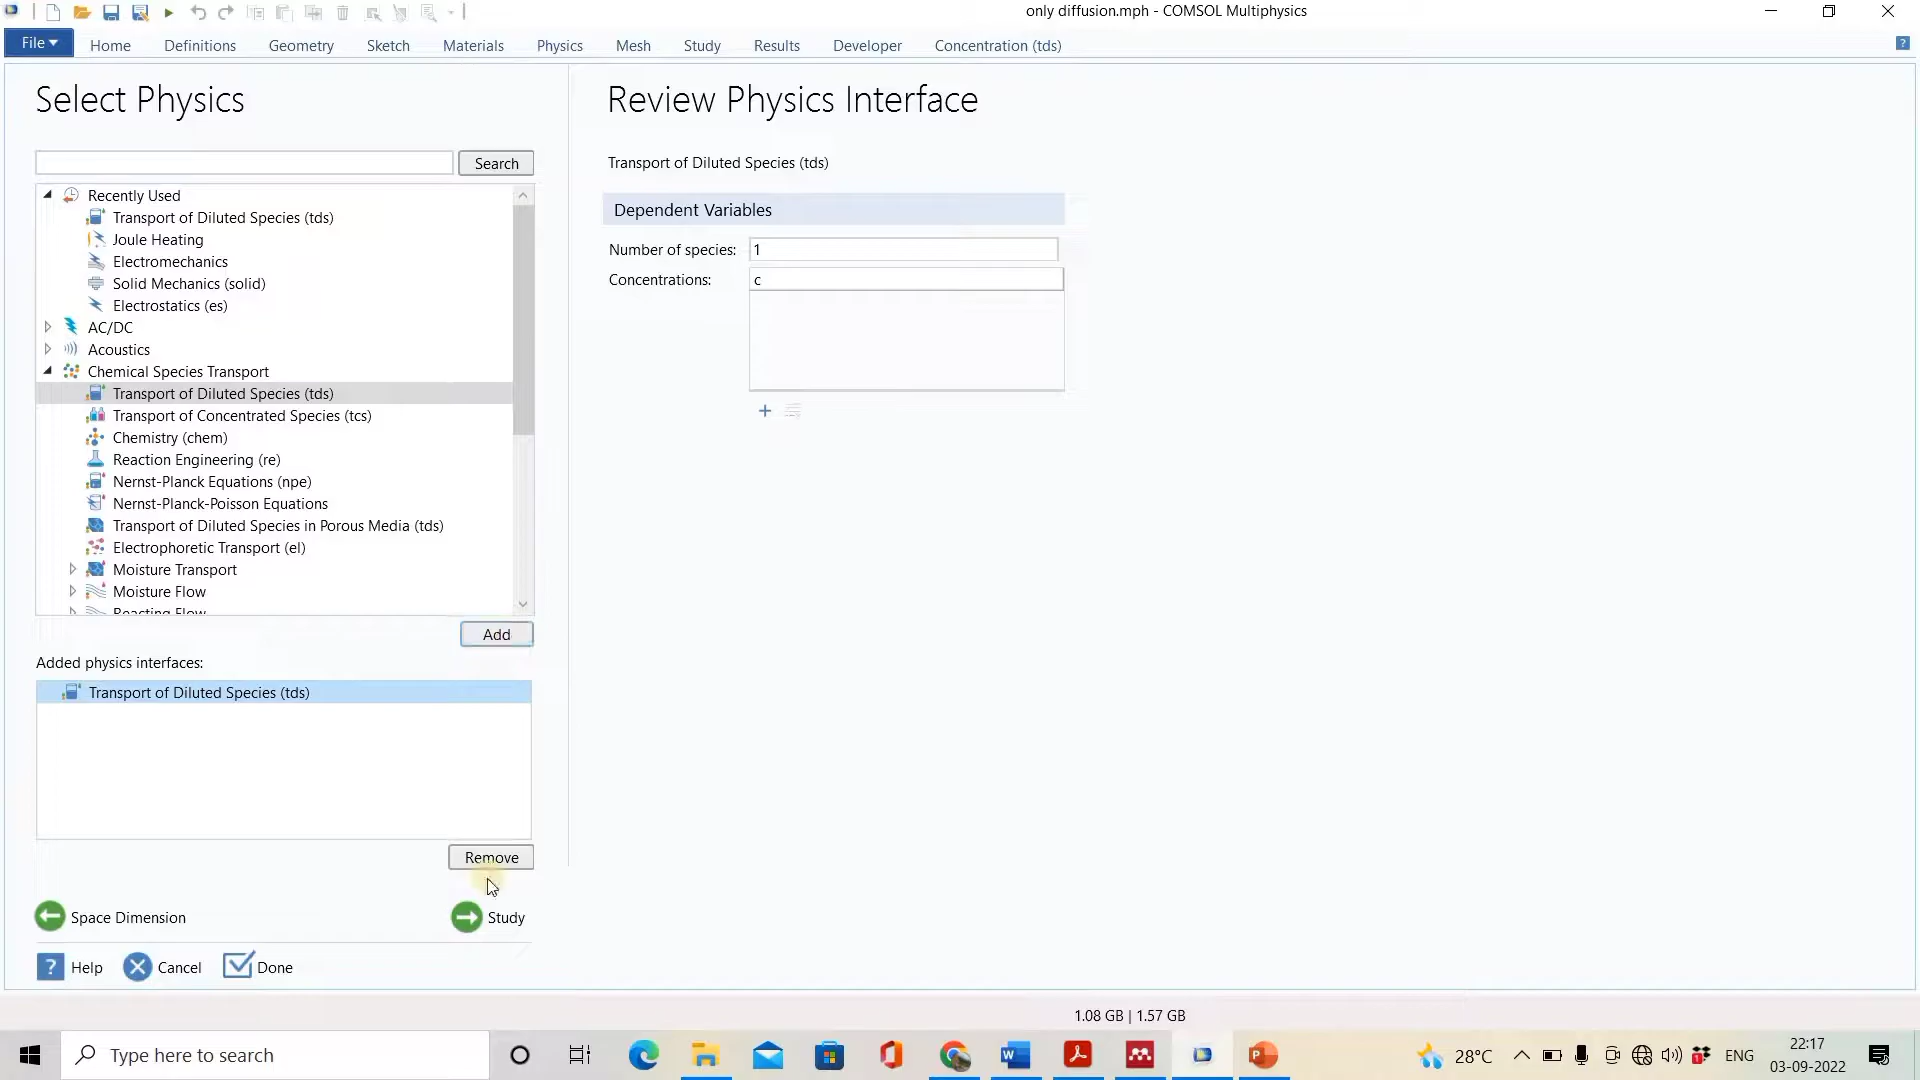 only diffusion.mph - COMSOL Multiphysics
File Home Definitions Geometry Sketch Materials Physics Mesh Study Results Developer Concentration (tds) ?
Select Physics
Search
Recently Used
Transport of Diluted Species (tds)
Joule Heating
Electromechanics
Solid Mechanics (solid)
Electrostatics (es)
AC/DC
Acoustics
Chemical Species Transport
Transport of Diluted Species (tds)
Transport of Concentrated Species (tcs)
Chemistry (chem)
Reaction Engineering (re)
Nernst-Planck Equations (npe)
Nernst-Planck-Poisson Equations
Transport of Diluted Species in Porous Media (tds)
Electrophoretic Transport (el)
Moisture Transport
Moisture Flow
Reacting Flow
Add
Added physics interfaces:
Transport of Diluted Species (tds)
Remove
Space Dimension Study
? Help Cancel Done
Review Physics Interface
Transport of Diluted Species (tds)
Dependent Variables
Number of species: 1
Concentrations: c
1.08 GB | 1.57 GB
Type here to search
28°C ENG
22:17
03-09-2022